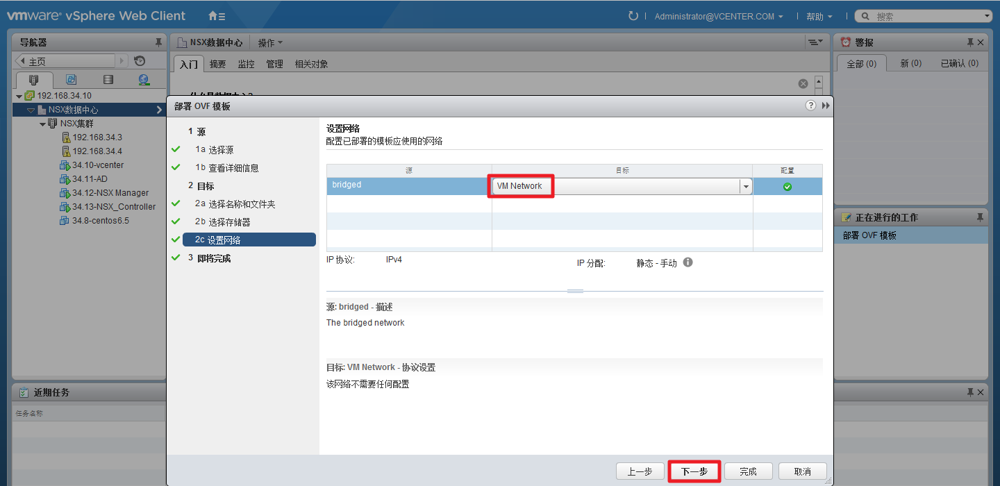 vmware® vSphere Web Client
Administrator@VCENTER.COM
帮助
搜索
导航器
主页
192.168.34.10
NSX数据中心
NSX集群
192.168.34.3
192.168.34.4
34.10-vcenter
34.11-AD
34.12-NSX Manager
34.13-NSX_Controller
34.8-centos6.5
近期任务
任务名称
NSX数据中心 操作
入门 摘要 监控 管理 相关对象
什么是数据中心?
部署 OVF 模板
1 源
1a 选择源
1b 查看详细信息
2 目标
2a 选择名称和文件夹
2b 选择存储器
2c 设置网络
3 即将完成
设置网络
配置已部署的模板应使用的网络
源 目标 配置
bridged VM Network
IP 协议: IPv4 IP 分配: 静态 - 手动
源: bridged - 描述
The bridged network
目标: VM Network - 协议设置
该网络不需要任何配置
上一步 下一步 完成 取消
警报
全部 (0) 新 (0) 已确认 (0)
正在进行的工作
部署 OVF 模板